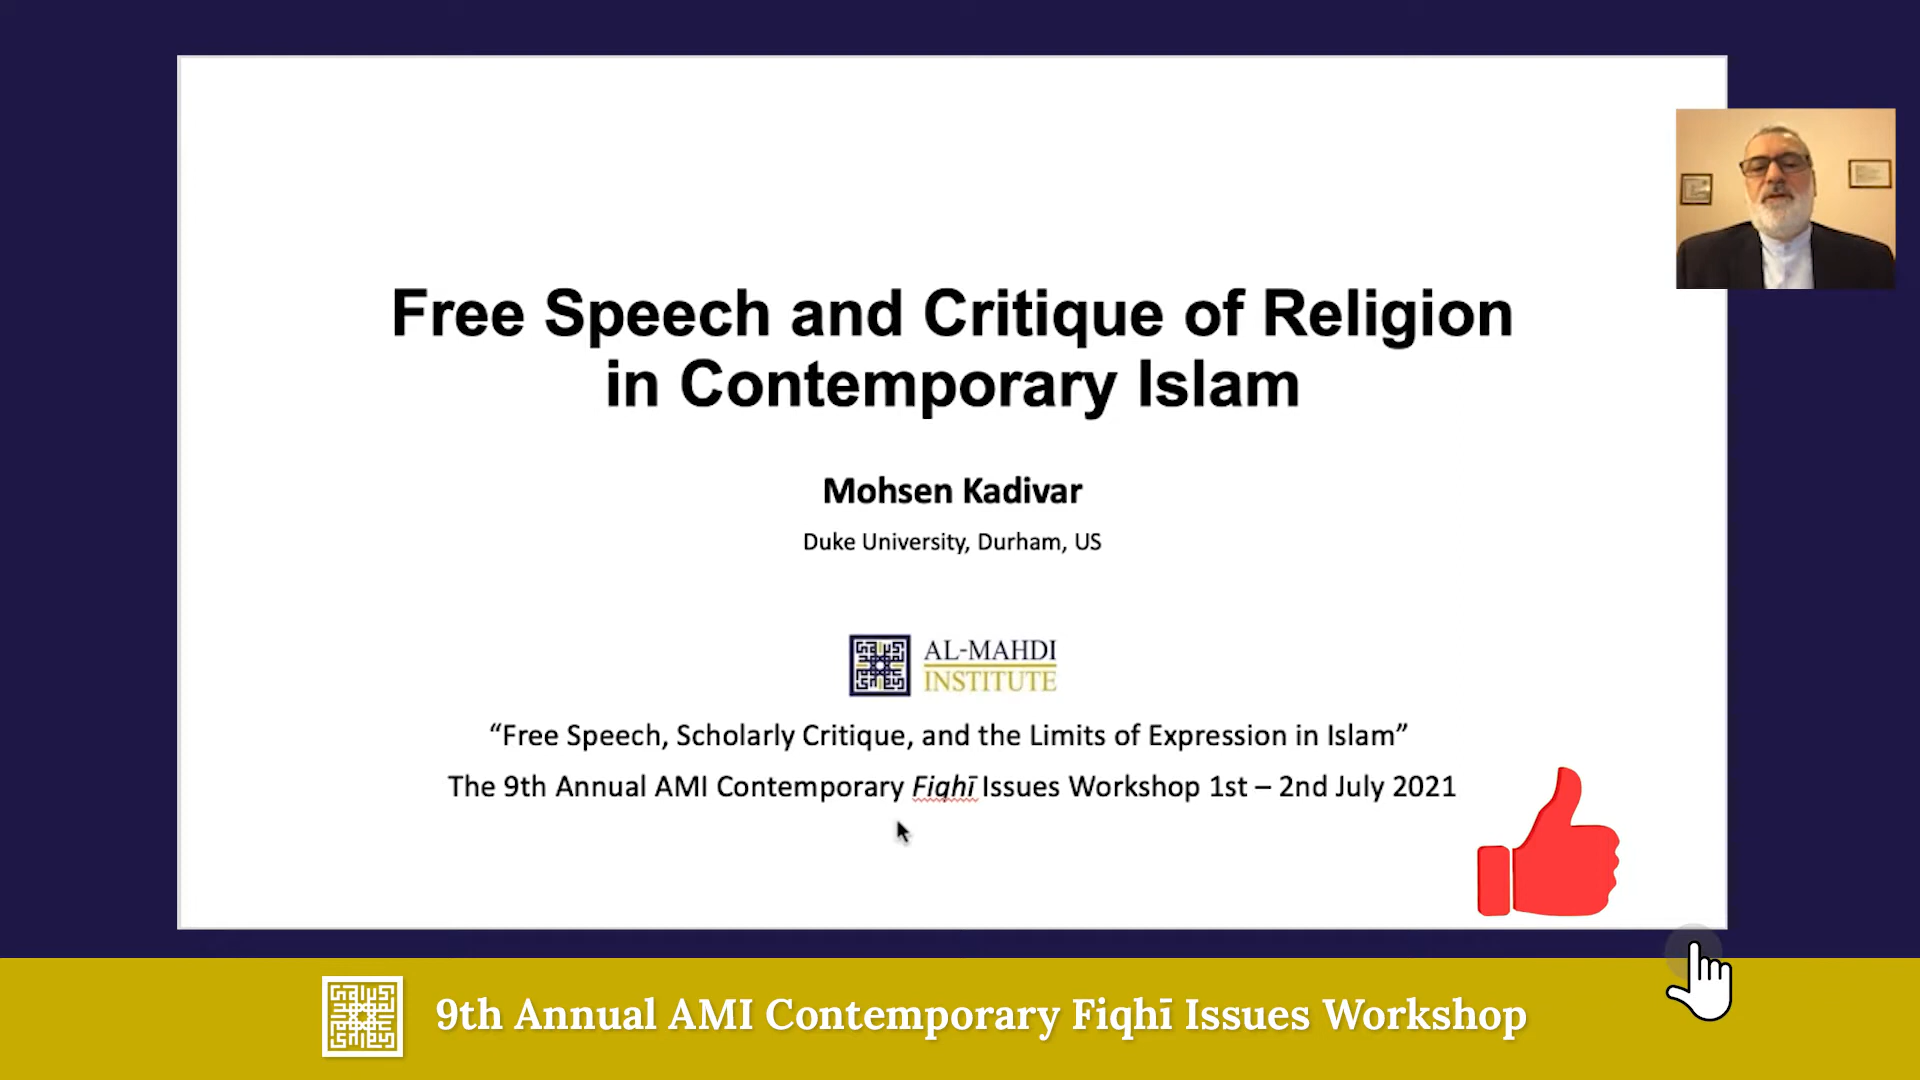 Free Speech and Critique of Religion
in Contemporary Islam
Mohsen Kadivar
Duke University, Durham, US
AL-MAHDI
INSTITUTE
“Free Speech, Scholarly Critique, and the Limits of Expression in Islam”
The 9th Annual AMI Contemporary Fiqhī Issues Workshop 1st – 2nd July 2021
9th Annual AMI Contemporary Fiqhī Issues Workshop